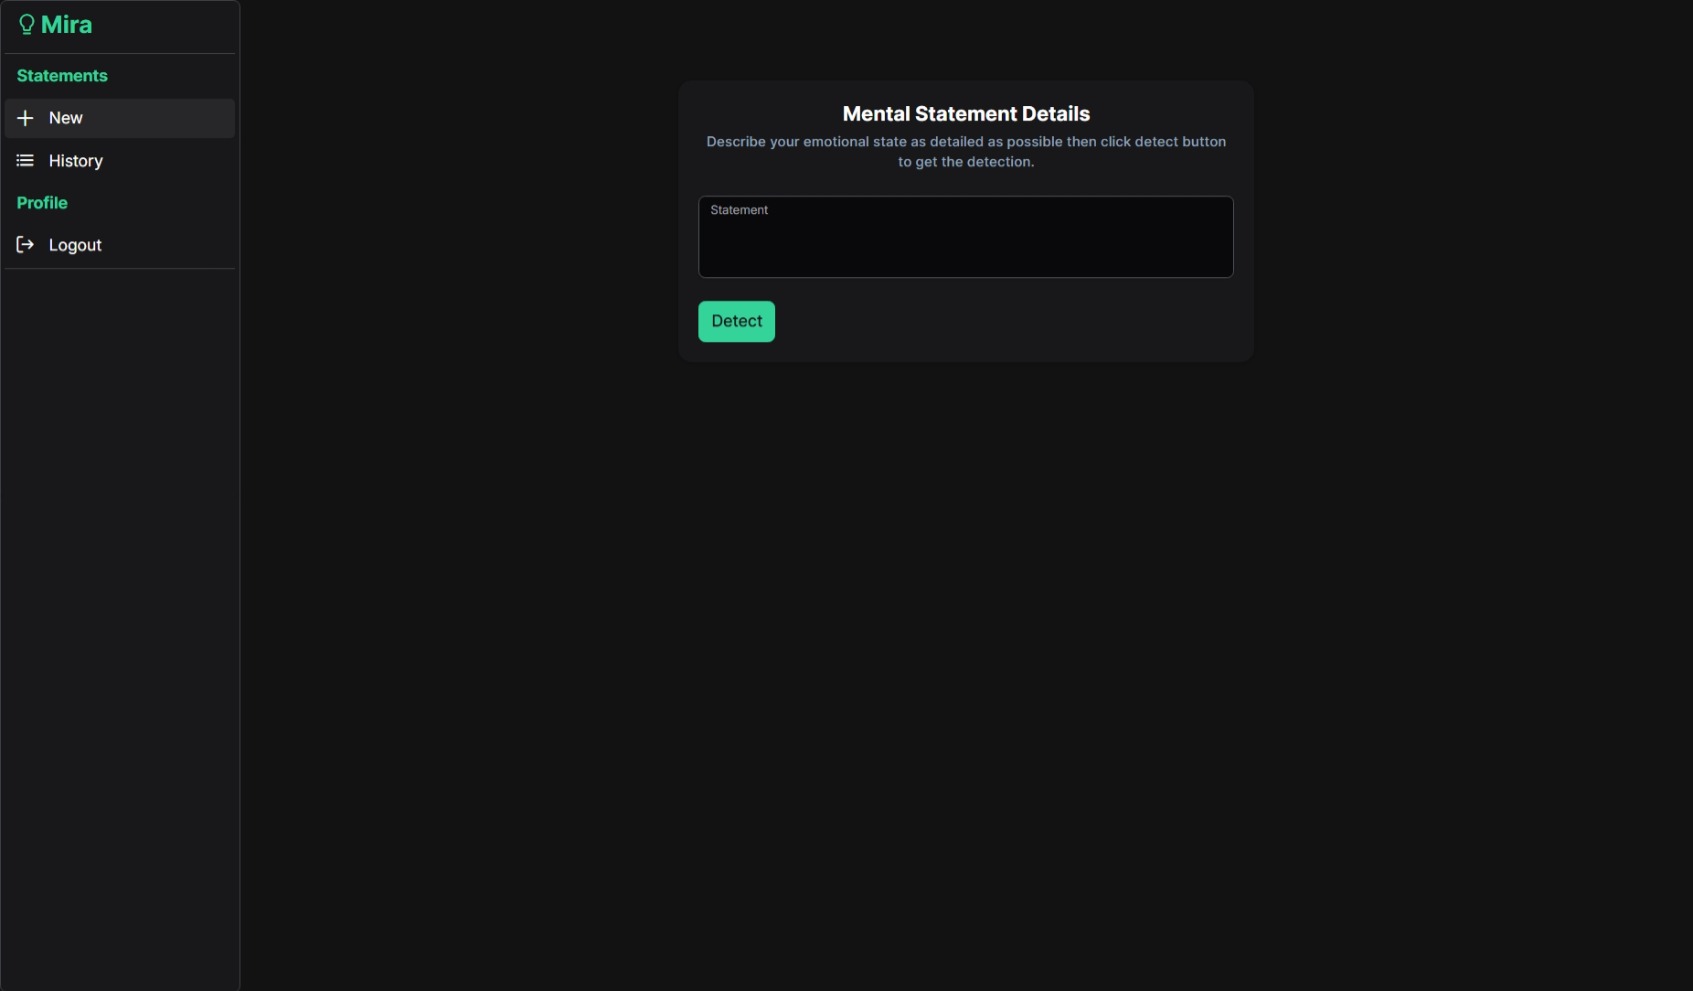 Mira
Statements
New
History
Profile
Logout
Mental Statement Details
Describe your emotional state as detailed as possible then click detect button
to get the detection.
Statement
Detect